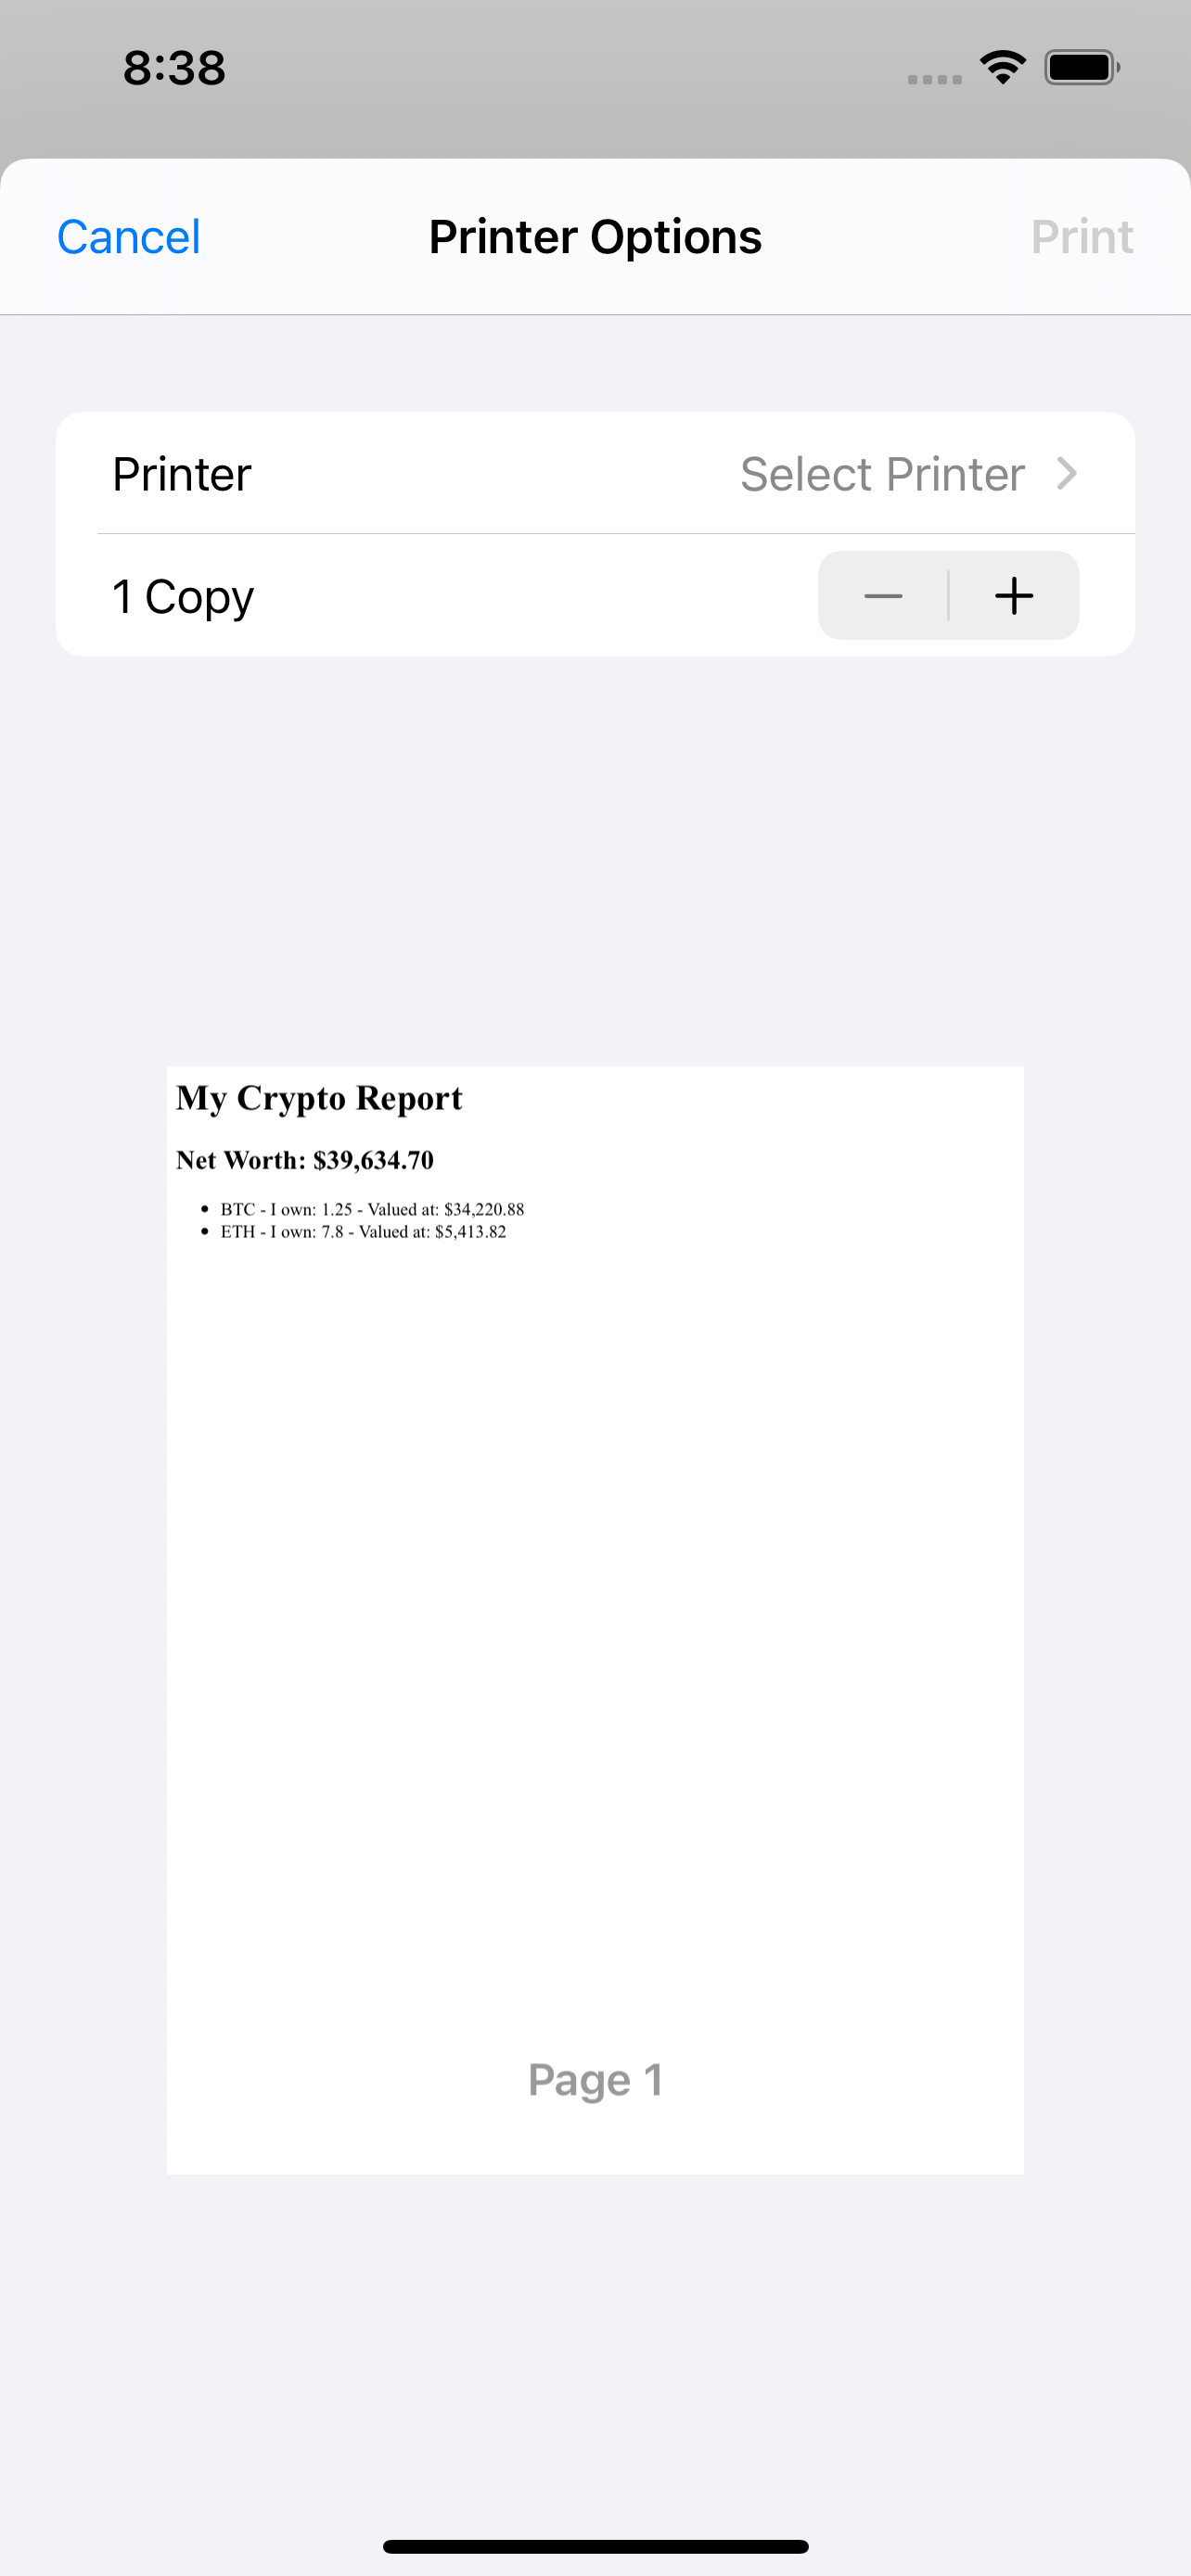 8:38
Cancel Printer Options Print
Printer Select Printer
1 Copy
My Crypto Report
Net Worth: $39,634.70
• BTC - I own: 1.25 - Valued at: $34,220.88
• ETH - I own: 7.8 - Valued at: $5,413.82
Page 1